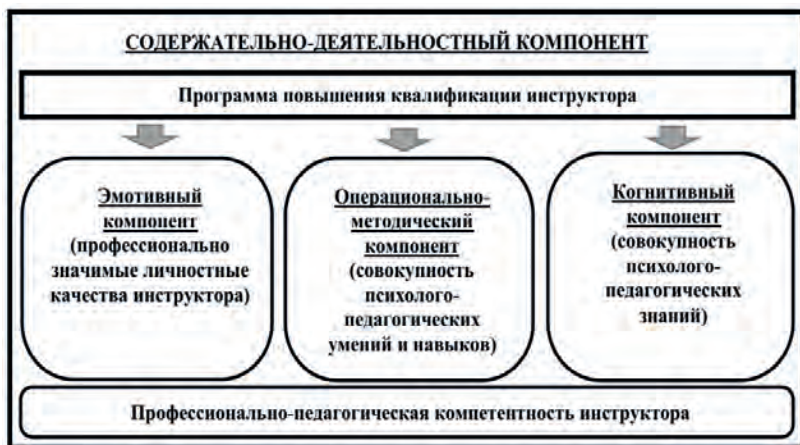 СОДЕРЖАТЕЛЬНО-ДЕЯТЕЛЬНОСТНЫЙ КОМПОНЕНТ
Программа повышения квалификации инструктора
Эмотивный
компонент
(профессионально
значимые личностные
качества инструктора)
Операционально-
методический
компонент
(совокупность
психолого-
педагогических
умений и навыков)
Когнитивный
компонент
(совокупность
психолого-
педагогических
знаний)
Профессионально-педагогическая компетентность инструктора